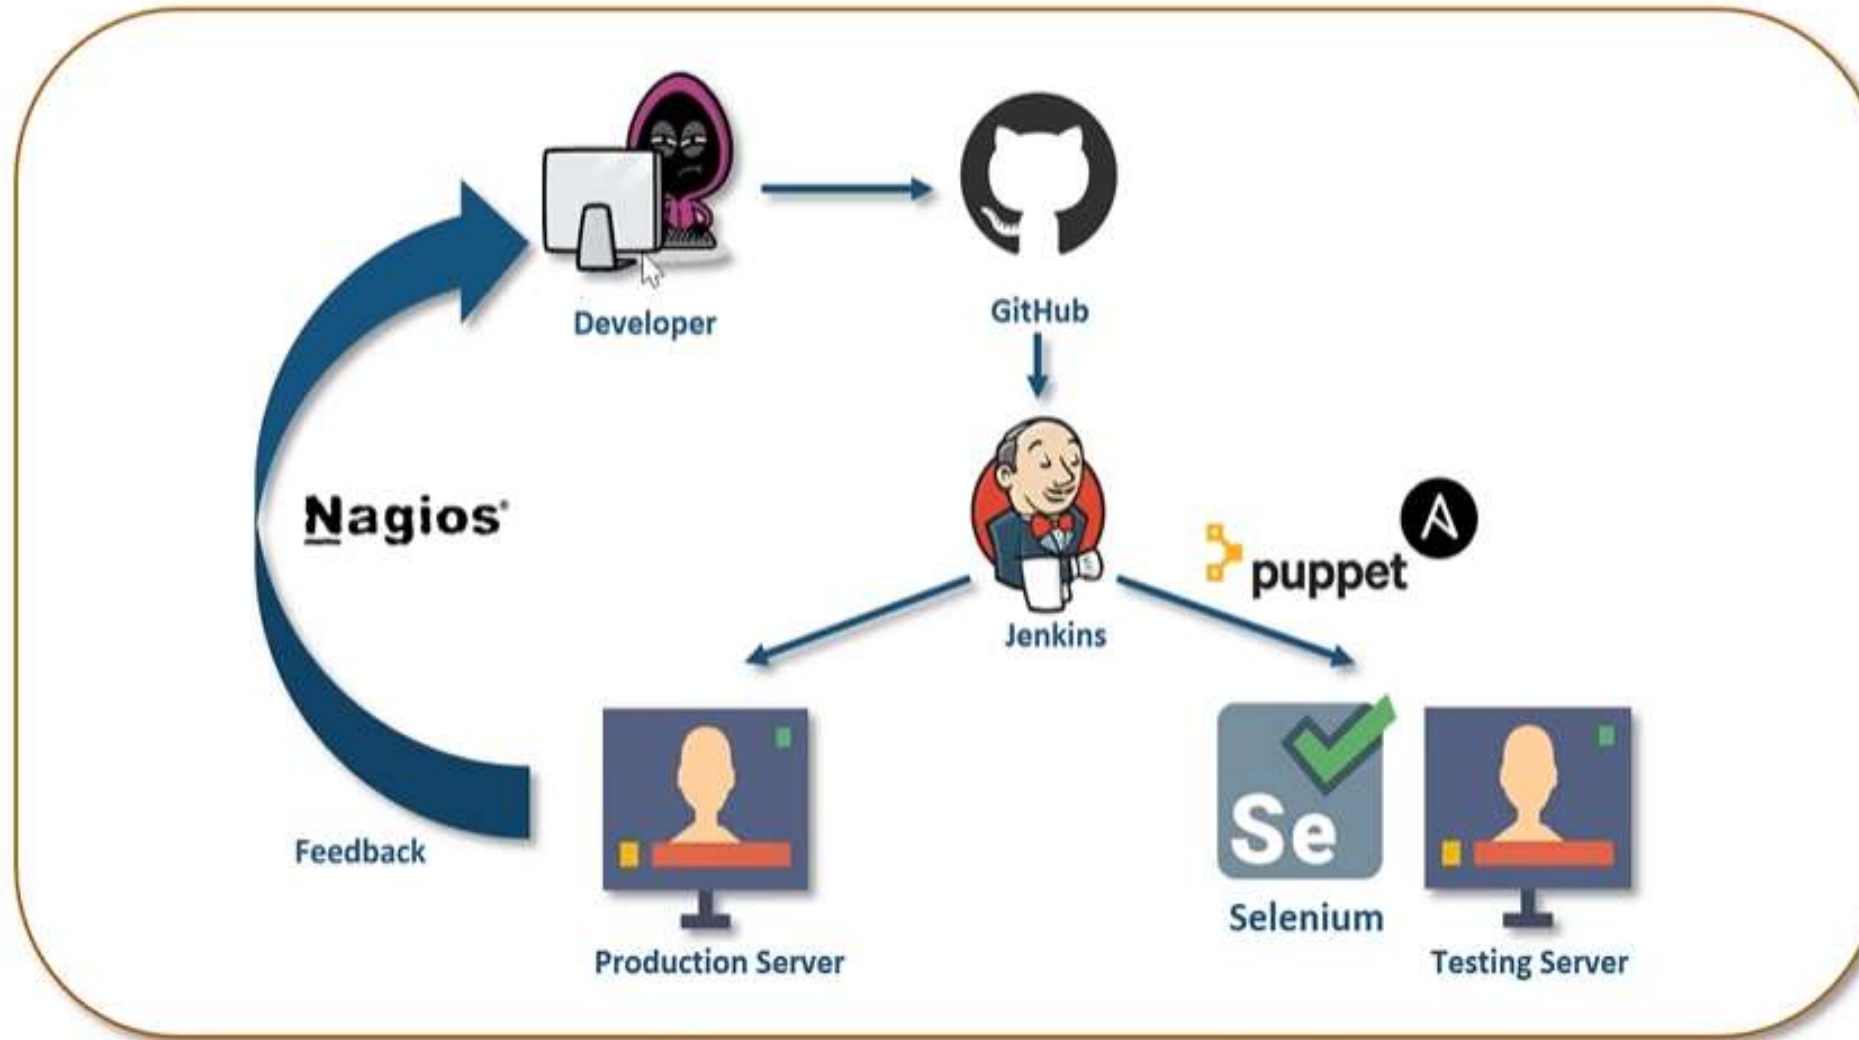 Developer
GitHub
Nagios®
puppet
Jenkins
Feedback
Se
Selenium
Production Server
Testing Server